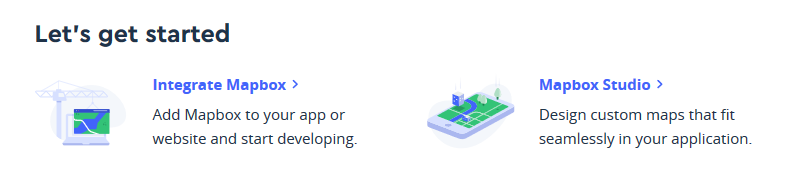 Let's get started
Integrate Mapbox
Add Mapbox to your app or
website and start developing.
Mapbox Studio
Design custom maps that fit
seamlessly in your application.